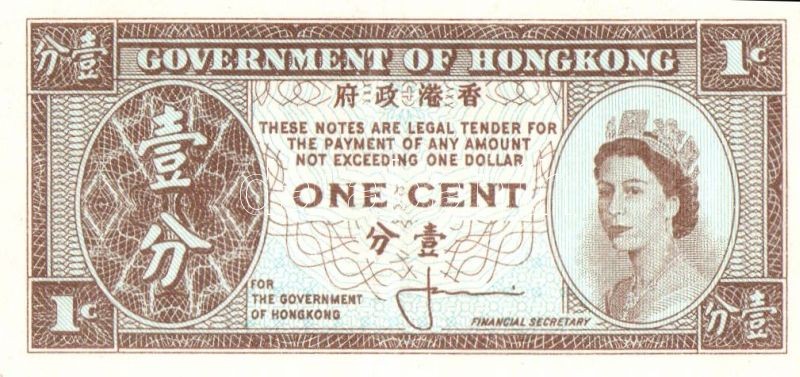 分壹
GOVERNMENT OF HONGKONG
1C
府政港香
THESE NOTES ARE LEGAL TENDER FOR
THE PAYMENT OF ANY AMOUNT
NOT EXCEEDING ONE DOLLAR
壹分
ONE CENT
分壹
FOR
THE GOVERNMENT
OF HONGKONG
FINANCIAL SECRETARY
1C
分壹